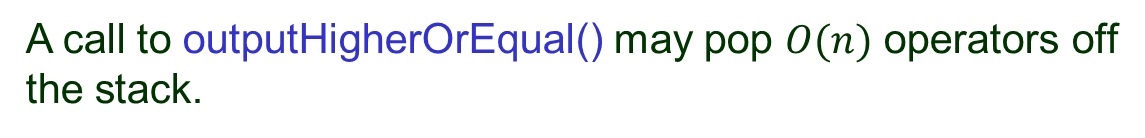 A call to outputHigherOrEqual() may pop O(n) operators off
the stack.